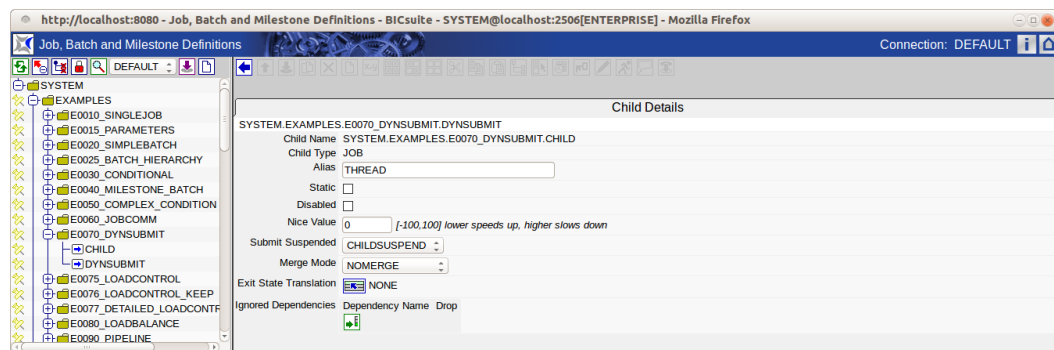 http://localhost:8080 - Job, Batch and Milestone Definitions - BICsuite - SYSTEM@localhost:2506[ENTERPRISE] - Mozilla Firefox
Job, Batch and Milestone Definitions
Connection: DEFAULT
DEFAULT
SYSTEM
EXAMPLES
E0010_SINGLEJOB
E0015_PARAMETERS
E0020_SIMPLEBATCH
E0025_BATCH_HIERARCHY
E0030_CONDITIONAL
E0040_MILESTONE_BATCH
E0050_COMPLEX_CONDITION
E0060_JOBCOMM
E0070_DYNSUBMIT
CHILD
DYNSUBMIT
E0075_LOADCONTROL
E0076_LOADCONTROL_KEEP
E0077_DETAILED_LOADCONTR
E0080_LOADBALANCE
E0090_PIPELINE
Child Details
SYSTEM.EXAMPLES.E0070_DYNSUBMIT.DYNSUBMIT
Child Name SYSTEM.EXAMPLES.E0070_DYNSUBMIT.CHILD
Child Type JOB
Alias THREAD
Static
Disabled
Nice Value 0 [-100,100] lower speeds up, higher slows down
Submit Suspended CHILDSUSPEND
Merge Mode NOMERGE
Exit State Translation NONE
Ignored Dependencies Dependency Name Drop